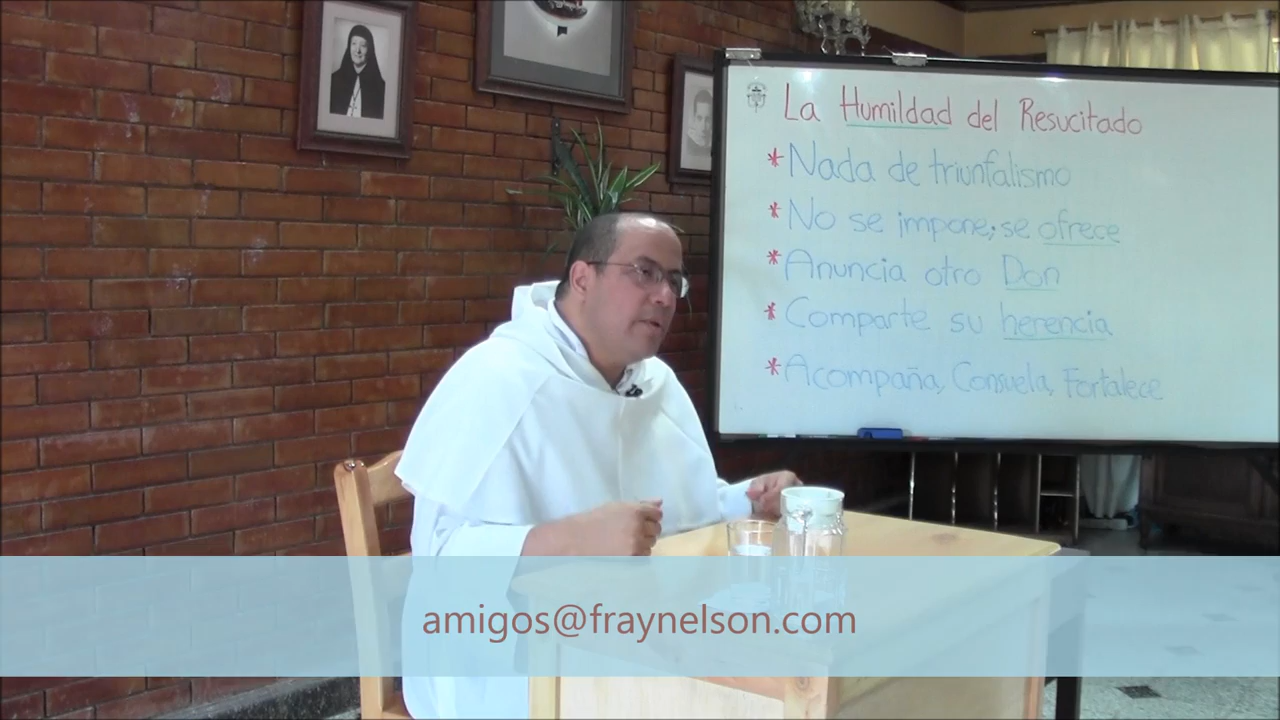 La Humildad del Resucitado
* Nada de triunfalismo
* No se impone; se ofrece
* Anuncia otro Don
* Comparte su herencia
* Acompaña, Consuela, Fortalece
amigos@fraynelson.com